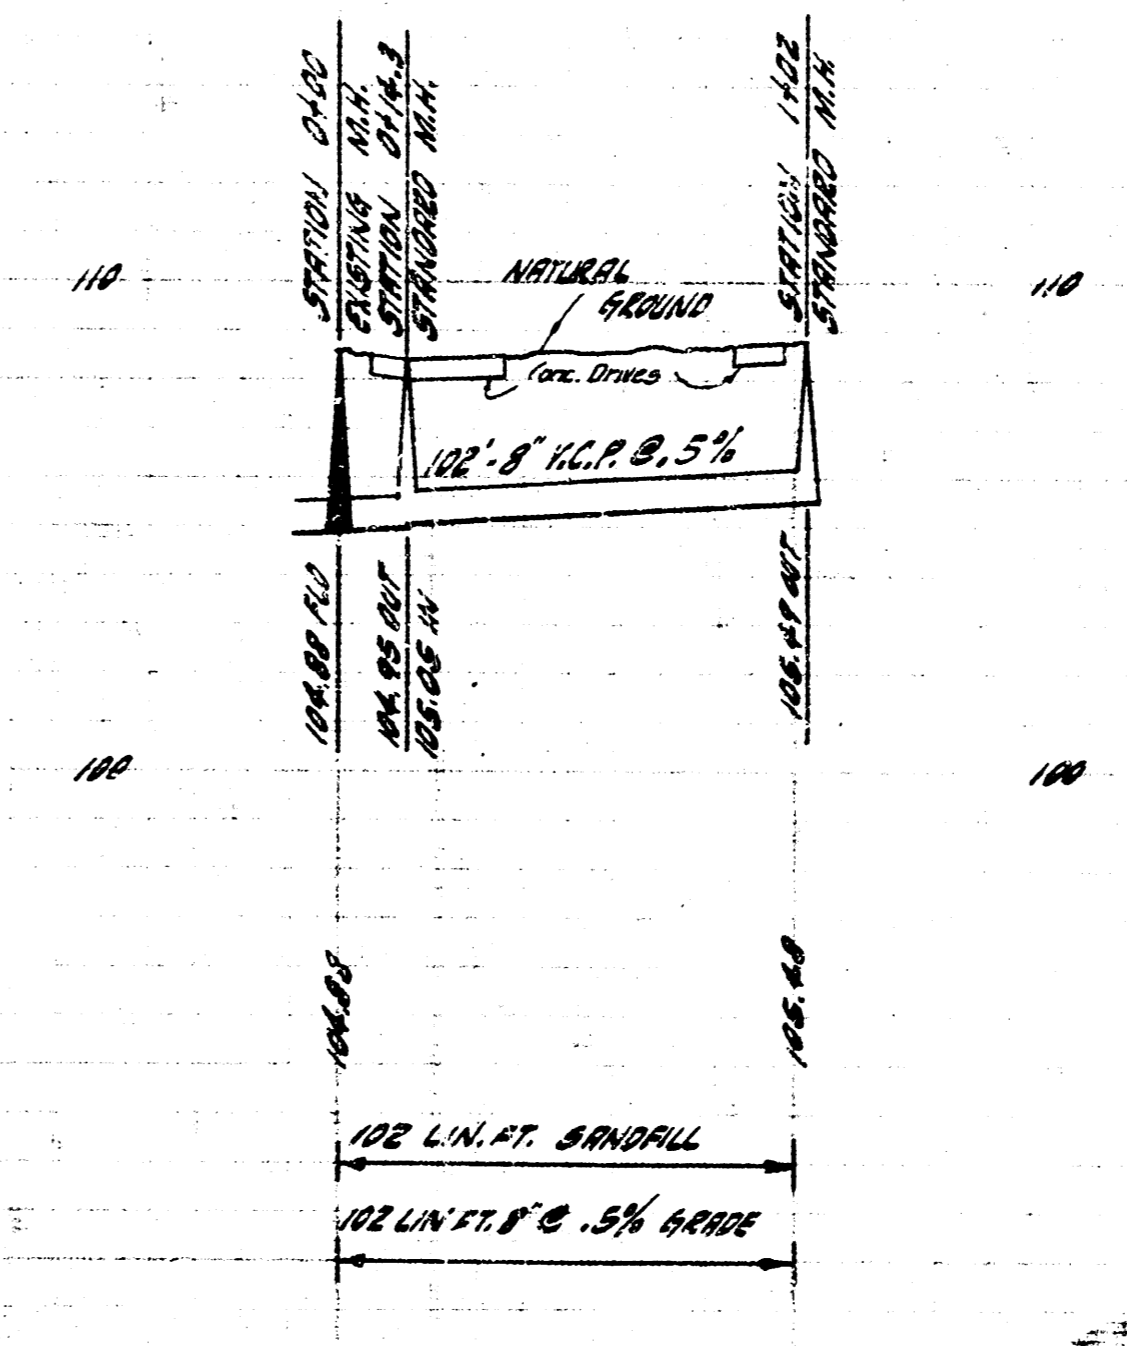 STATION 0+00
EXISTING M.H.
STATION 0+14.3
STANDARD M.H.
STATION 1+02
STANDARD M.H.
110
NATURAL
GROUND
110
Conc. Drives
102'-8" V.C.P. @ .5%
104.88 FLO
104.95 OUT
105.05 IN
105.49 OUT
100
100
104.88
105.48
102 LIN. FT. SANDFILL
102 LIN FT. 8" @ .5% GRADE